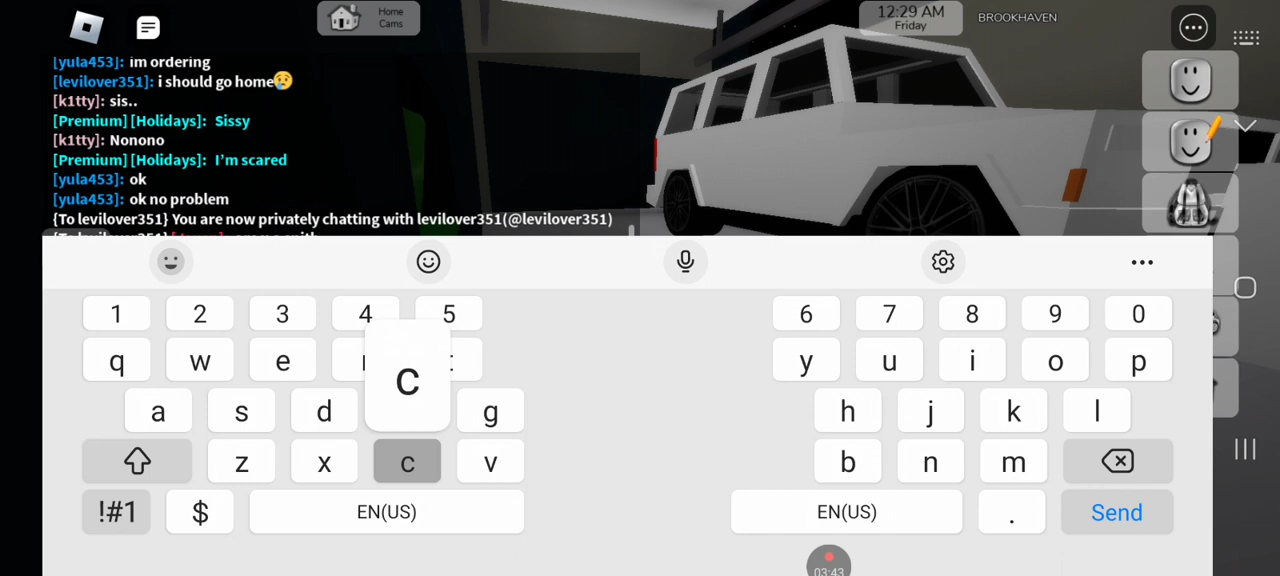 Home
Cams
12:29 AM
Friday
BROOKHAVEN
[yula453]: im ordering
[levilover351]: i should go home😢
[k1tty]: sis..
[Premium] [Holidays]: Sissy
[k1tty]: Nonono
[Premium] [Holidays]: I'm scared
[yula453]: ok
[yula453]: ok no problem
{To levilover351} You are now privately chatting with levilover351(@levilover351)
1 2 3 4 5 6 7 8 9 0
q w e y u i o p
c
a s d g h j k l
z x c v b n m
!#1 $ EN(US) EN(US) . Send
03:43